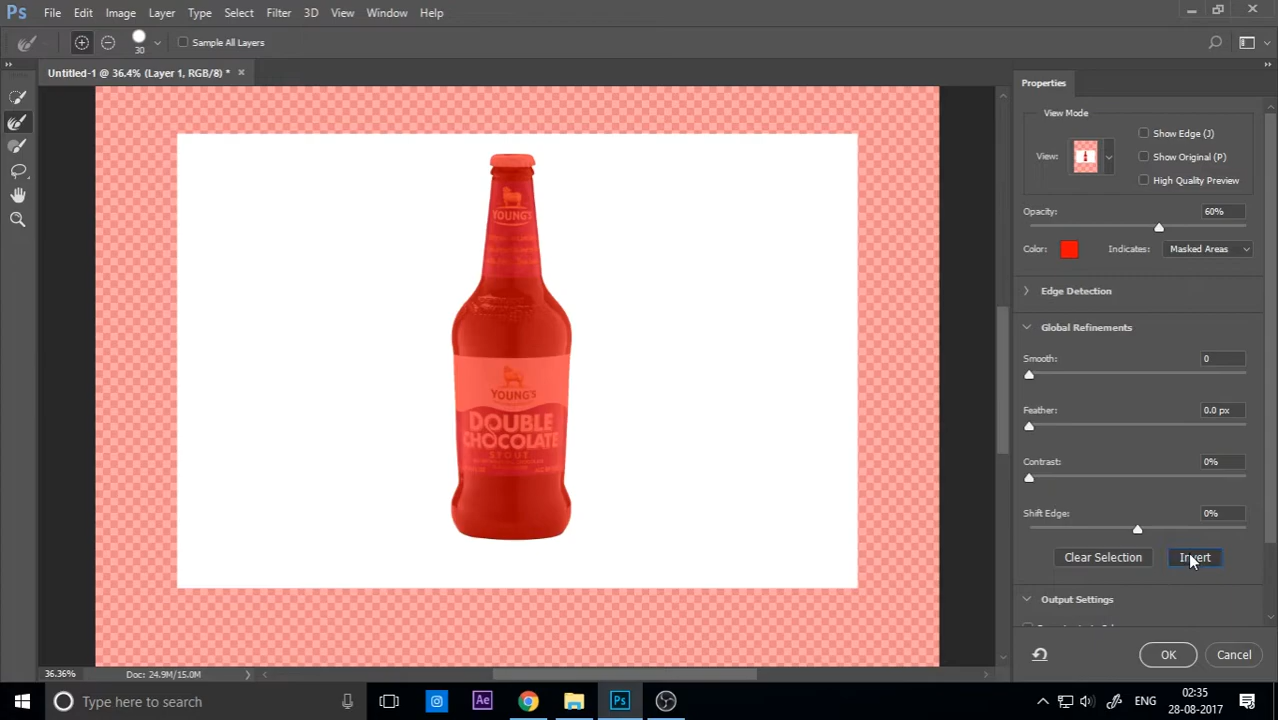 Ps File Edit Image Layer Type Select Filter 3D View Window Help
30 Sample All Layers
Untitled-1 @ 36.4% (Layer 1, RGB/8) *
Properties
View Mode
View:
Show Edge (J)
Show Original (P)
High Quality Preview
Opacity: 60%
Color: Indicates: Masked Areas
Edge Detection
Global Refinements
Smooth: 0
Feather: 0.0 px
Contrast: 0%
Shift Edge: 0%
Clear Selection Invert
Output Settings
OK Cancel
YOUNG'S
YOUNG'S
DOUBLE
CHOCOLATE
STOUT
36.36% Doc: 24.9M/15.0M
Type here to search
Ae
Ps
ENG
02:35
28-08-2017